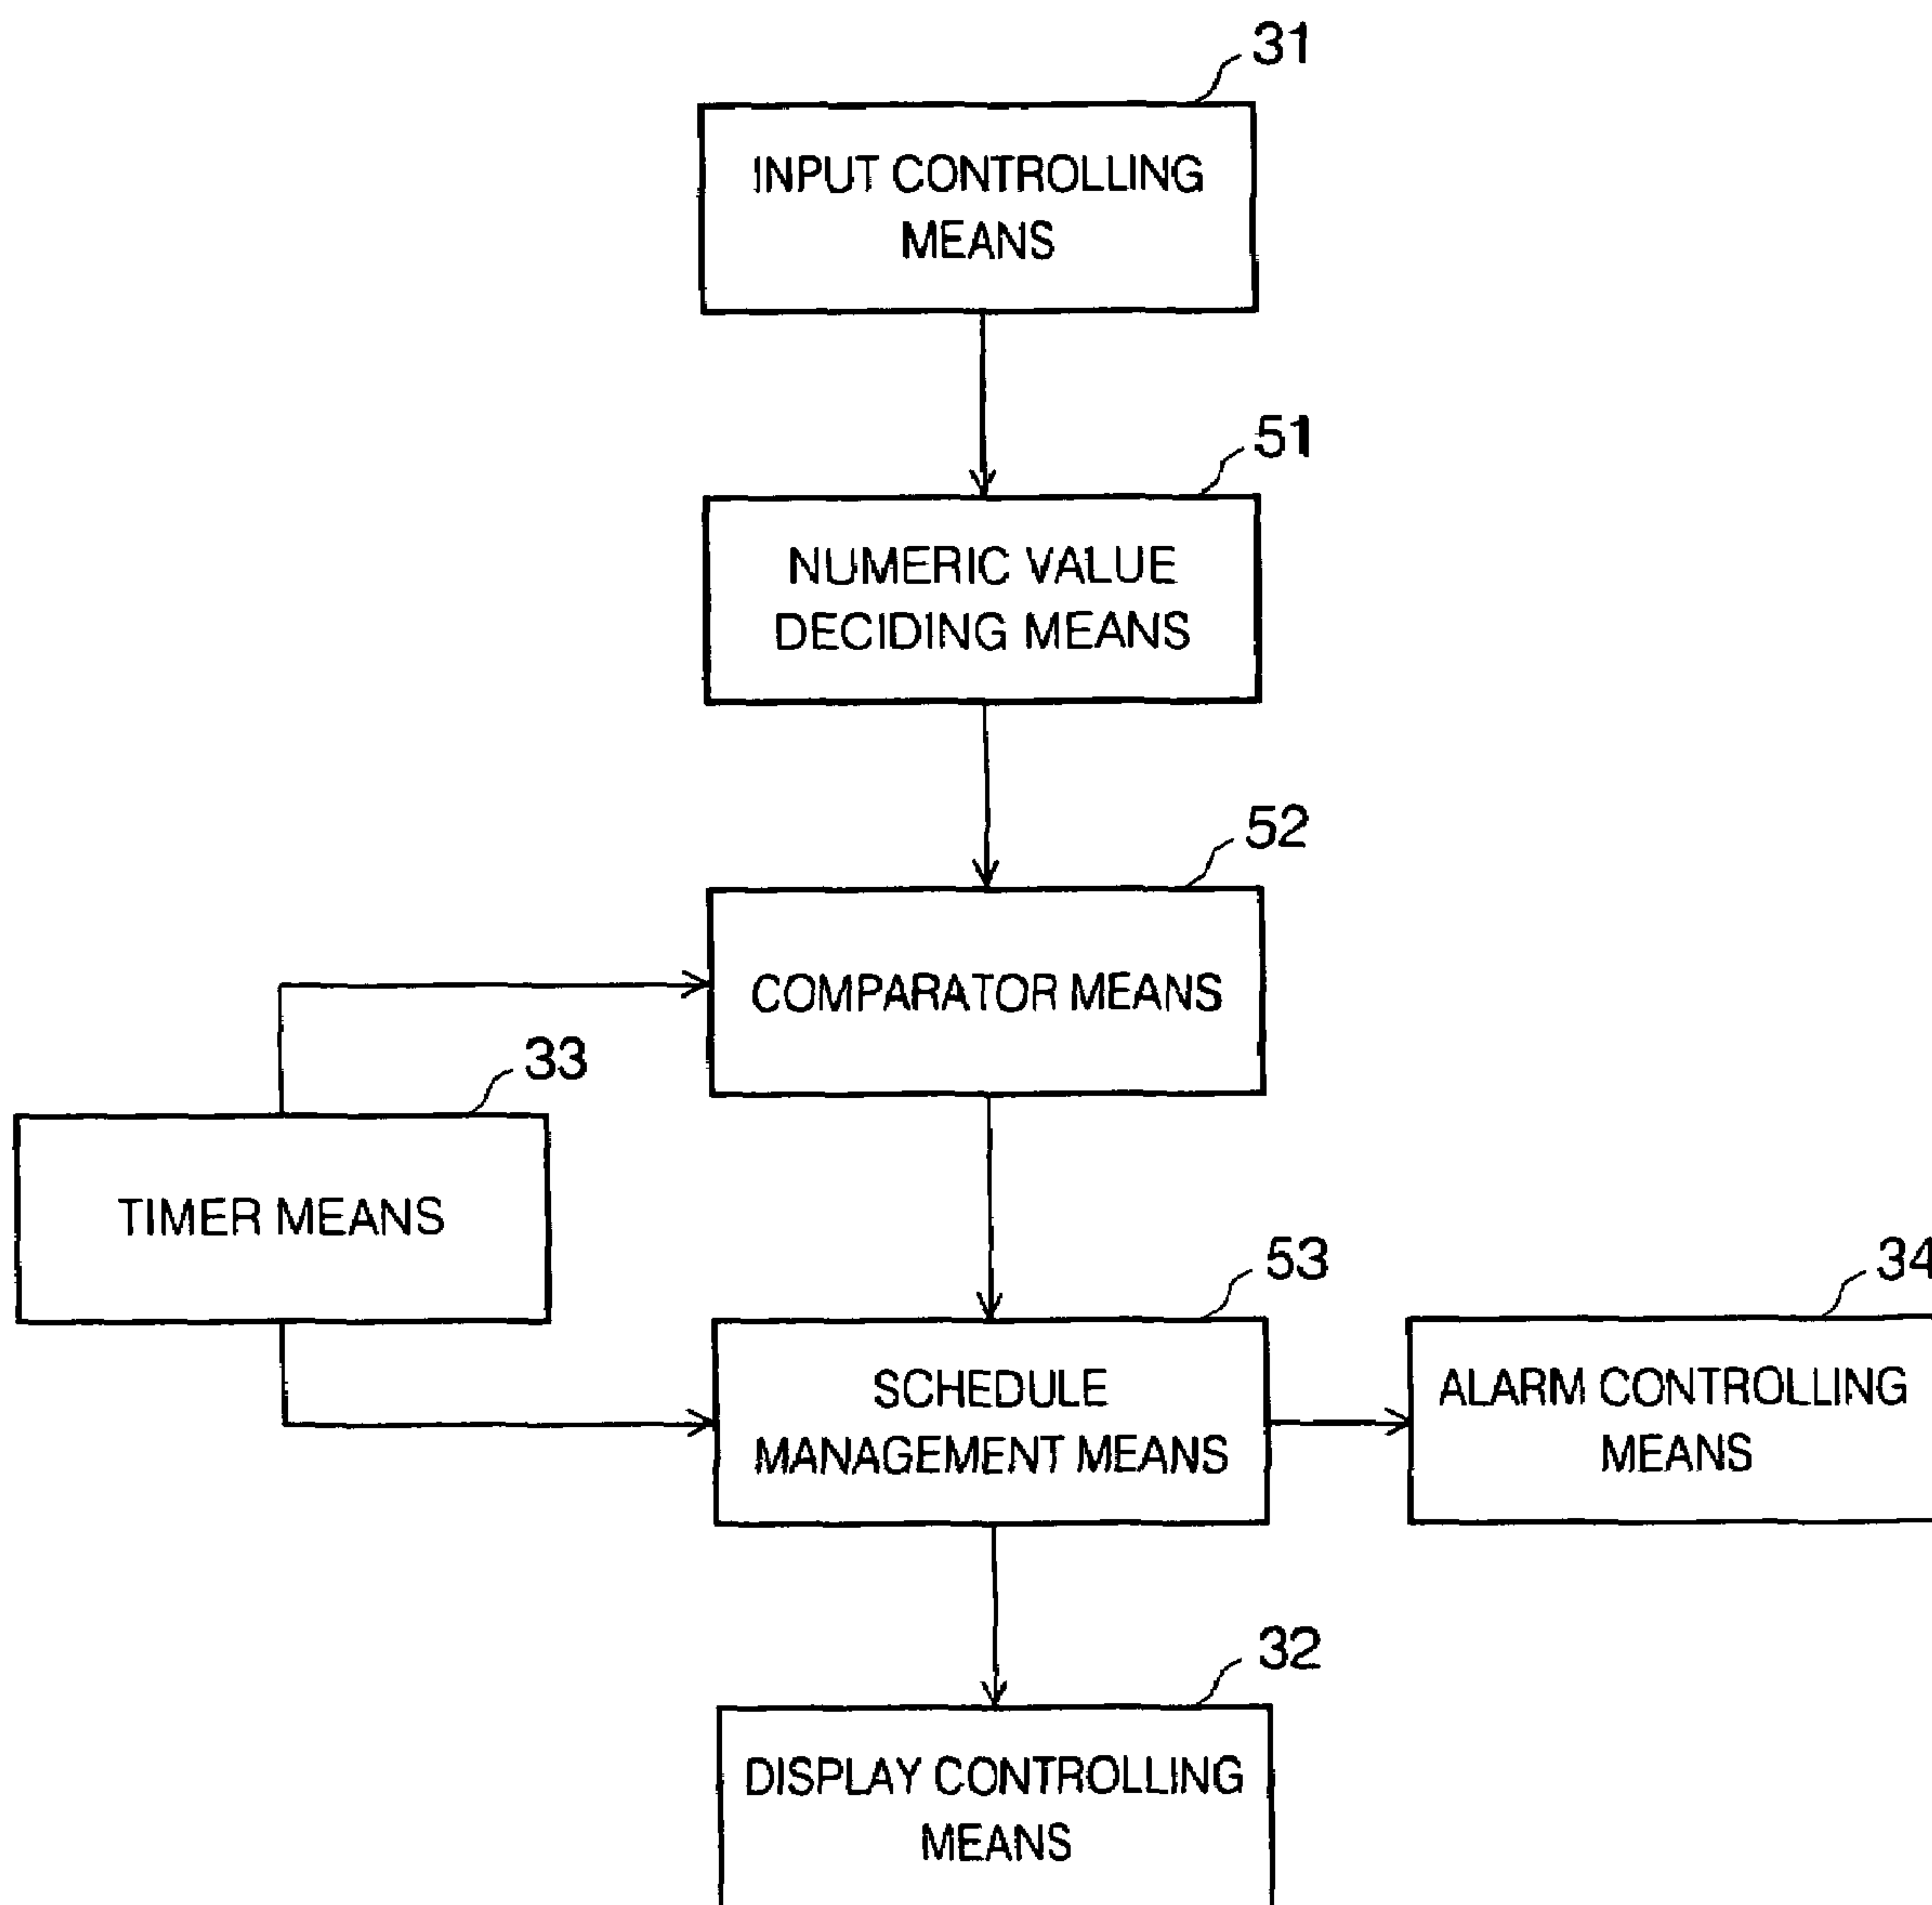 31
INPUT CONTROLLING
MEANS
51
NUMERIC VALUE
DECIDING MEANS
52
COMPARATOR MEANS
33
TIMER MEANS
53
SCHEDULE
MANAGEMENT MEANS
34
ALARM CONTROLLING
MEANS
32
DISPLAY CONTROLLING
MEANS